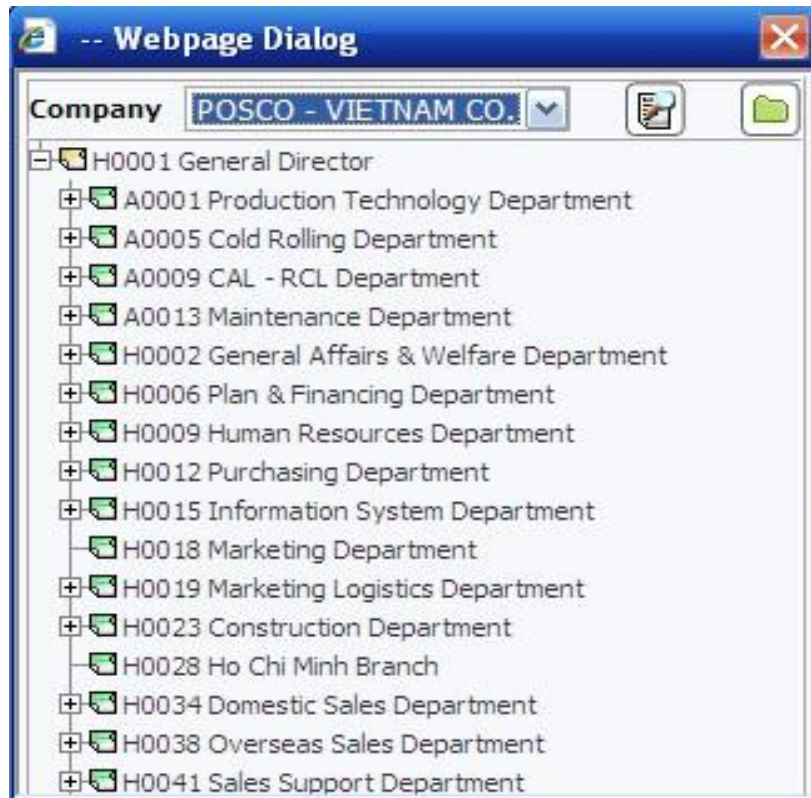 -- Webpage Dialog
Company POSCO - VIETNAM CO.
H0001 General Director
A0001 Production Technology Department
A0005 Cold Rolling Department
A0009 CAL - RCL Department
A0013 Maintenance Department
H0002 General Affairs & Welfare Department
H0006 Plan & Financing Department
H0009 Human Resources Department
H0012 Purchasing Department
H0015 Information System Department
H0018 Marketing Department
H0019 Marketing Logistics Department
H0023 Construction Department
H0028 Ho Chi Minh Branch
H0034 Domestic Sales Department
H0038 Overseas Sales Department
H0041 Sales Support Department